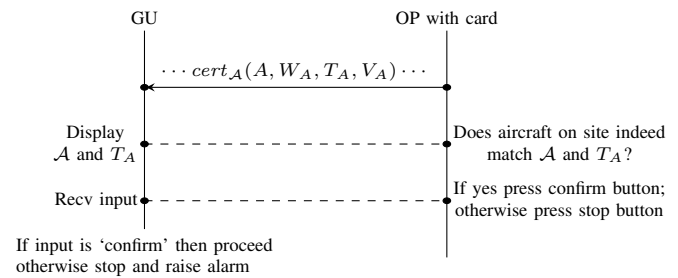 GU
OP with card
· · · cert𝒜(A, W_A, T_A, V_A) · · ·
Display
𝒜 and T_A
Does aircraft on site indeed
match 𝒜 and T_A?
Recv input
If yes press confirm button;
otherwise press stop button
If input is ‘confirm’ then proceed
otherwise stop and raise alarm